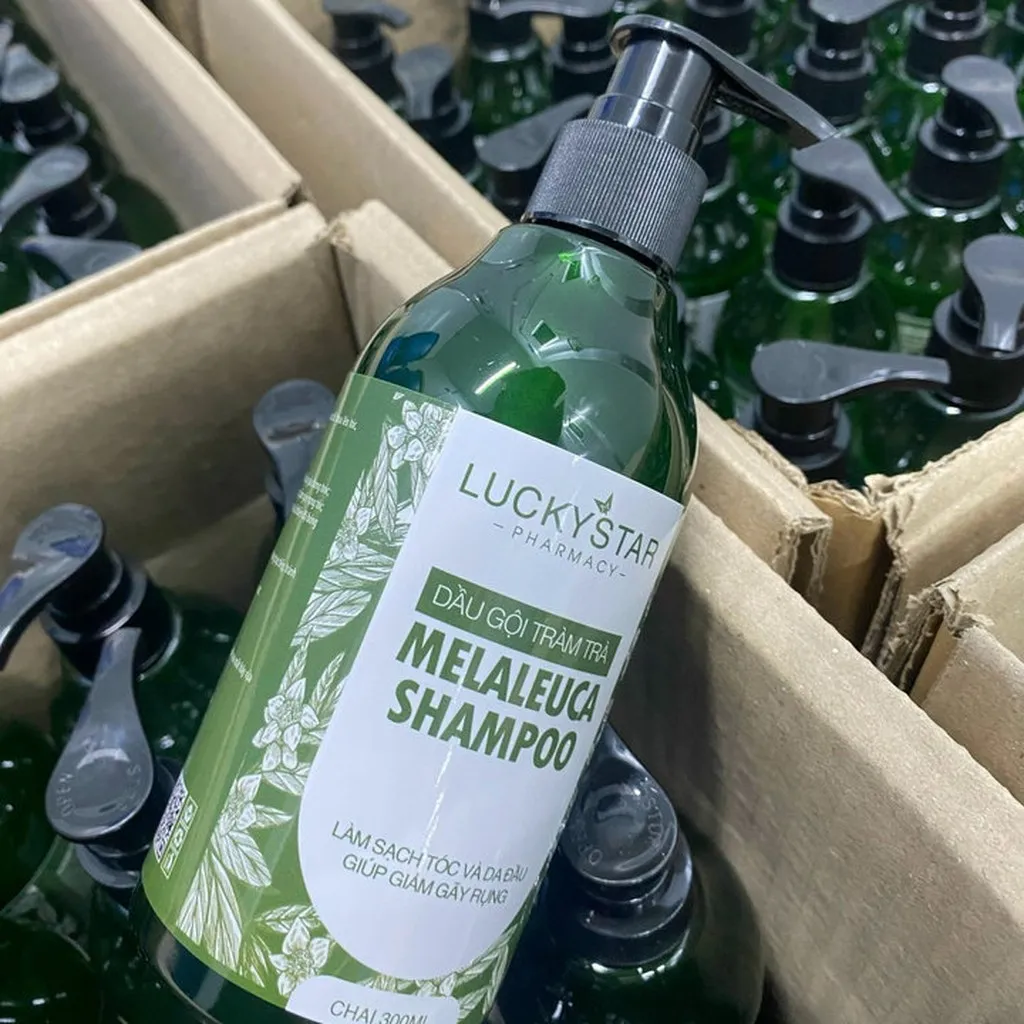 LUCKYSTAR
- PHARMACY -
DẦU GỘI TRÀM TRÀ
MELALEUCA
SHAMPOO
LÀM SẠCH TÓC VÀ DA ĐẦU
GIÚP GIẢM GÃY RỤNG
CHAI 300ML